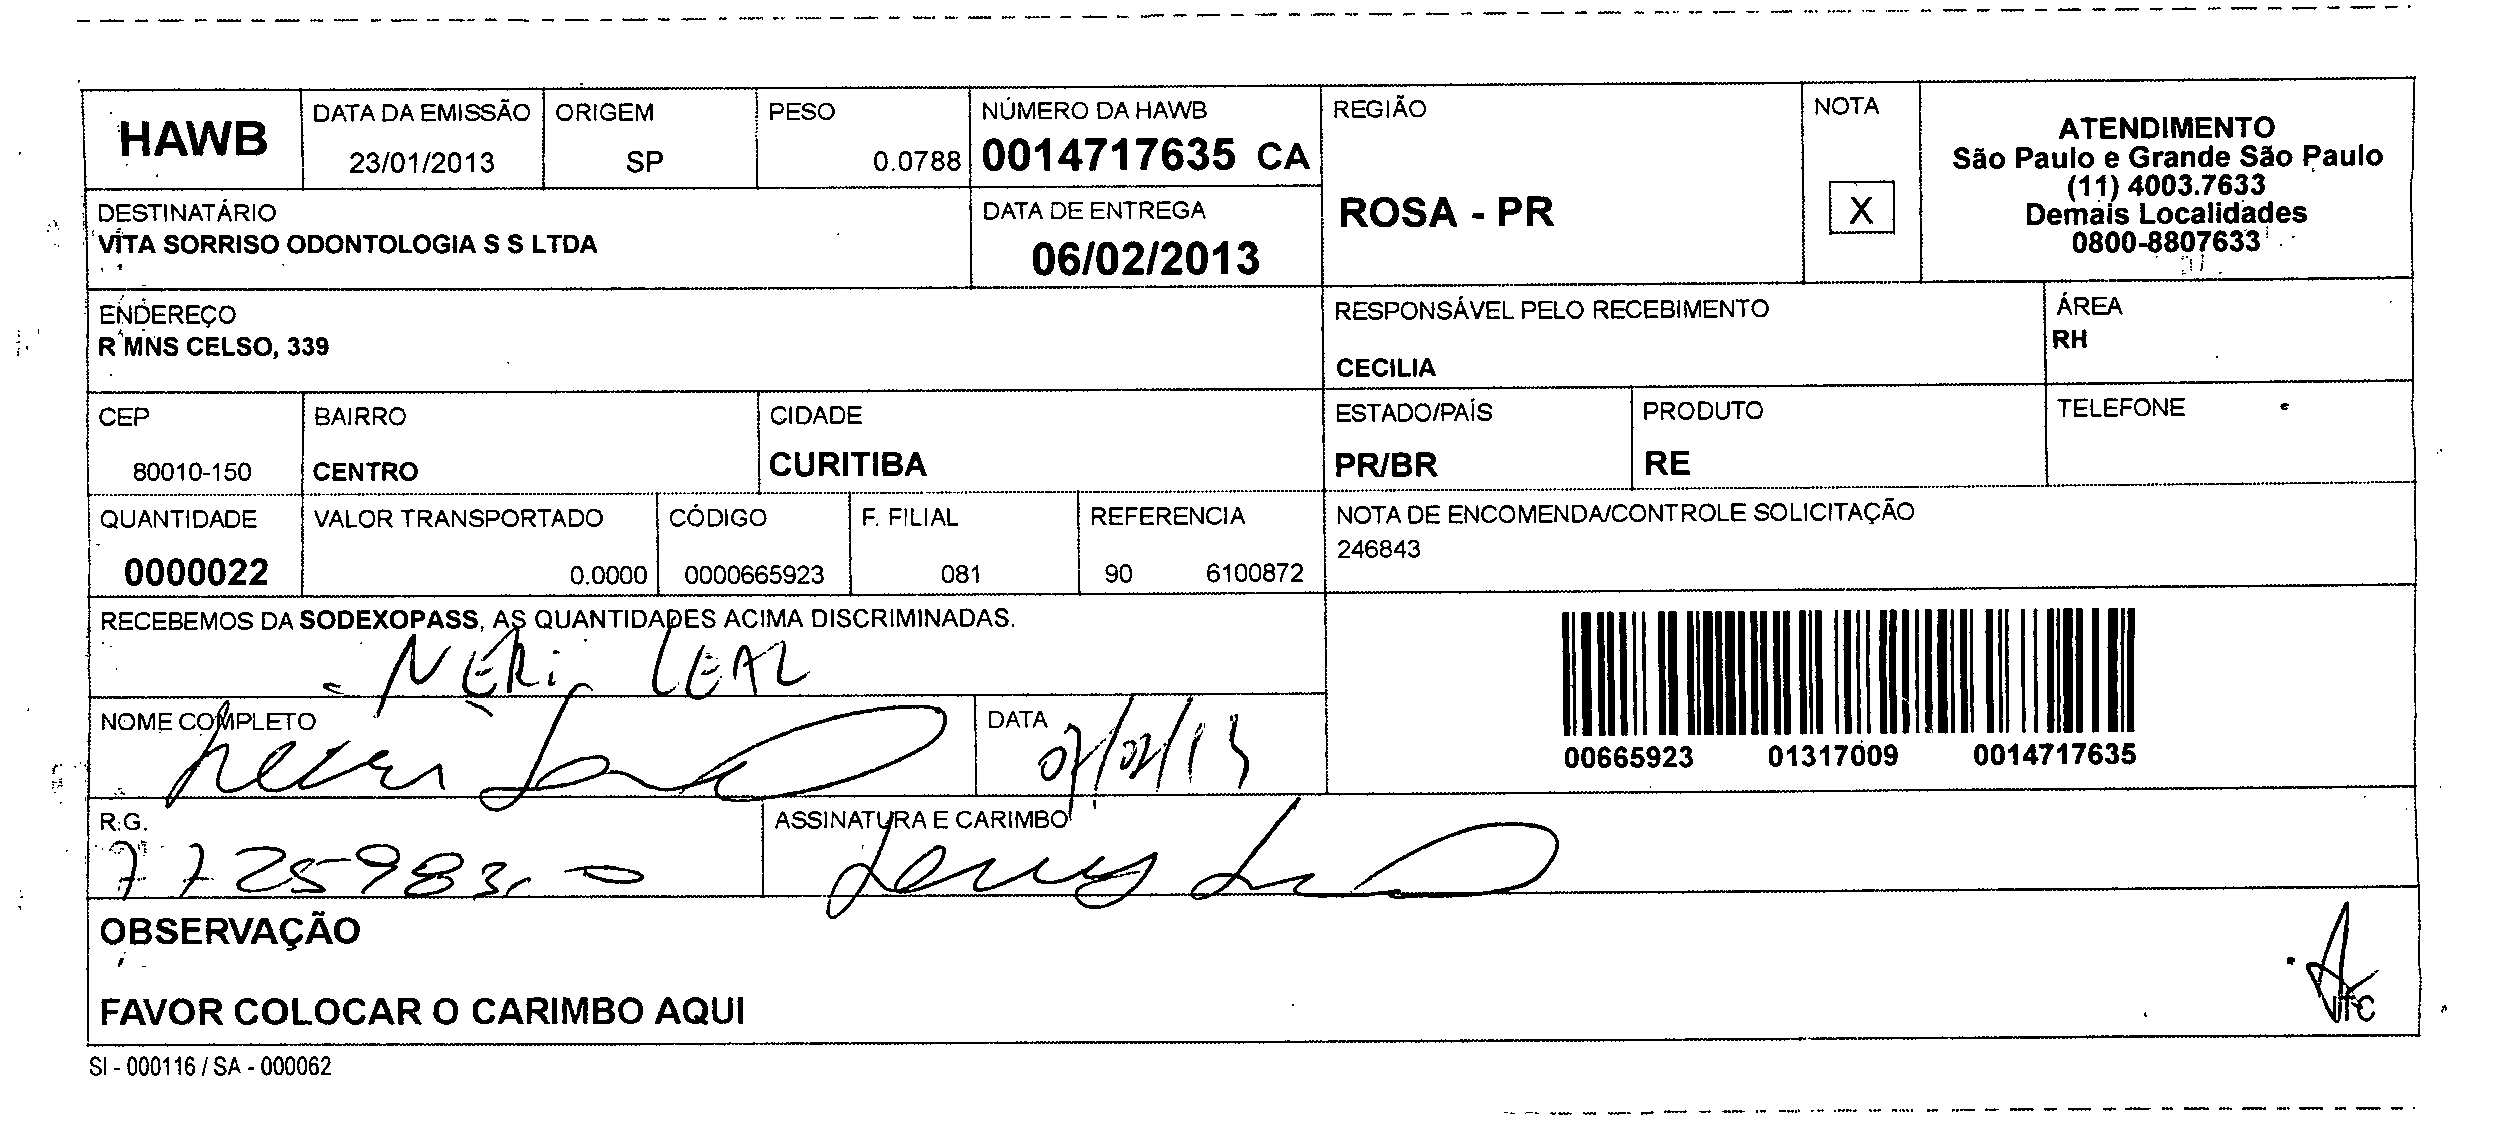 HAWB
DATA DA EMISSÃO
23/01/2013
ORIGEM
SP
PESO
0.0788
NÚMERO DA HAWB
0014717635 CA
REGIÃO
ROSA - PR
NOTA
X
ATENDIMENTO
São Paulo e Grande São Paulo
(11) 4003.7633
Demais Localidades
0800-8807633
DESTINATÁRIO
VITA SORRISO ODONTOLOGIA S S LTDA
DATA DE ENTREGA
06/02/2013
ENDEREÇO
R MNS CELSO, 339
RESPONSÁVEL PELO RECEBIMENTO
CECILIA
ÁREA
RH
CEP
80010-150
BAIRRO
CENTRO
CIDADE
CURITIBA
ESTADO/PAÍS
PR/BR
PRODUTO
RE
TELEFONE
QUANTIDADE
0000022
VALOR TRANSPORTADO
0.0000
CÓDIGO
0000665923
F. FILIAL
081
REFERENCIA
90 6100872
NOTA DE ENCOMENDA/CONTROLE SOLICITAÇÃO
246843
RECEBEMOS DA SODEXOPASS, AS QUANTIDADES ACIMA DISCRIMINADAS.
NERI LEAL
NOME COMPLETO
DATA
07/02/13
00665923 01317009 0014717635
R.G.
7725983-0
ASSINATURA E CARIMBO
OBSERVAÇÃO
FAVOR COLOCAR O CARIMBO AQUI
SI - 000116 / SA - 000062